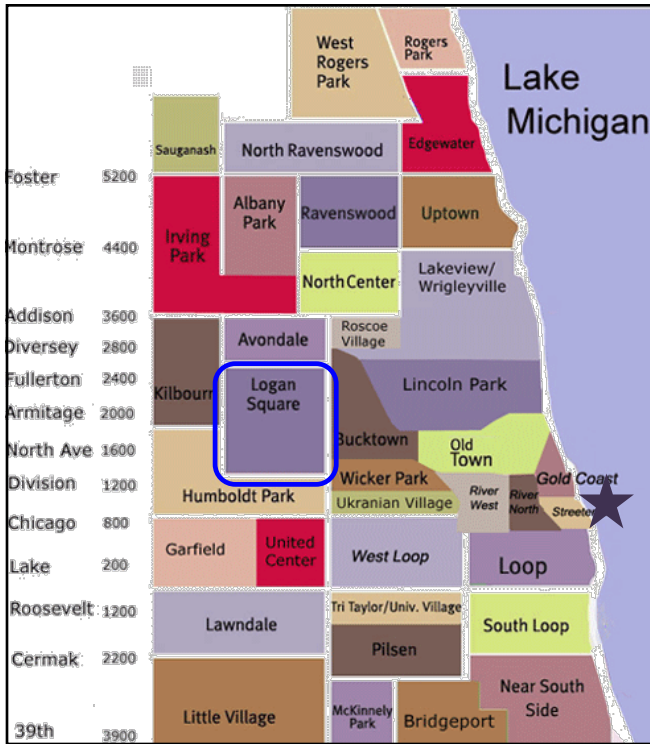 West
Rogers
Park
Rogers
Park
Lake
Michigan
Sauganash
North Ravenswood
Edgewater
Foster 5200
Albany
Park
Ravenswood
Uptown
Irving
Park
Montrose 4400
North Center
Lakeview/
Wrigleyville
Addison 3600
Avondale
Roscoe
Village
Diversey 2800
Fullerton 2400
Kilbourn
Logan
Square
Lincoln Park
Armitage 2000
Bucktown
Old
Town
North Ave 1600
Division 1200
Humboldt Park
Wicker Park
Ukranian Village
River
West
River
North
Gold Coast
Streeter
Chicago 800
Garfield
United
Center
West Loop
Loop
Lake 200
Roosevelt 1200
Lawndale
Tri Taylor/Univ. Village
South Loop
Pilsen
Cermak 2200
Little Village
McKinnely
Park
Bridgeport
Near South
Side
39th 3900